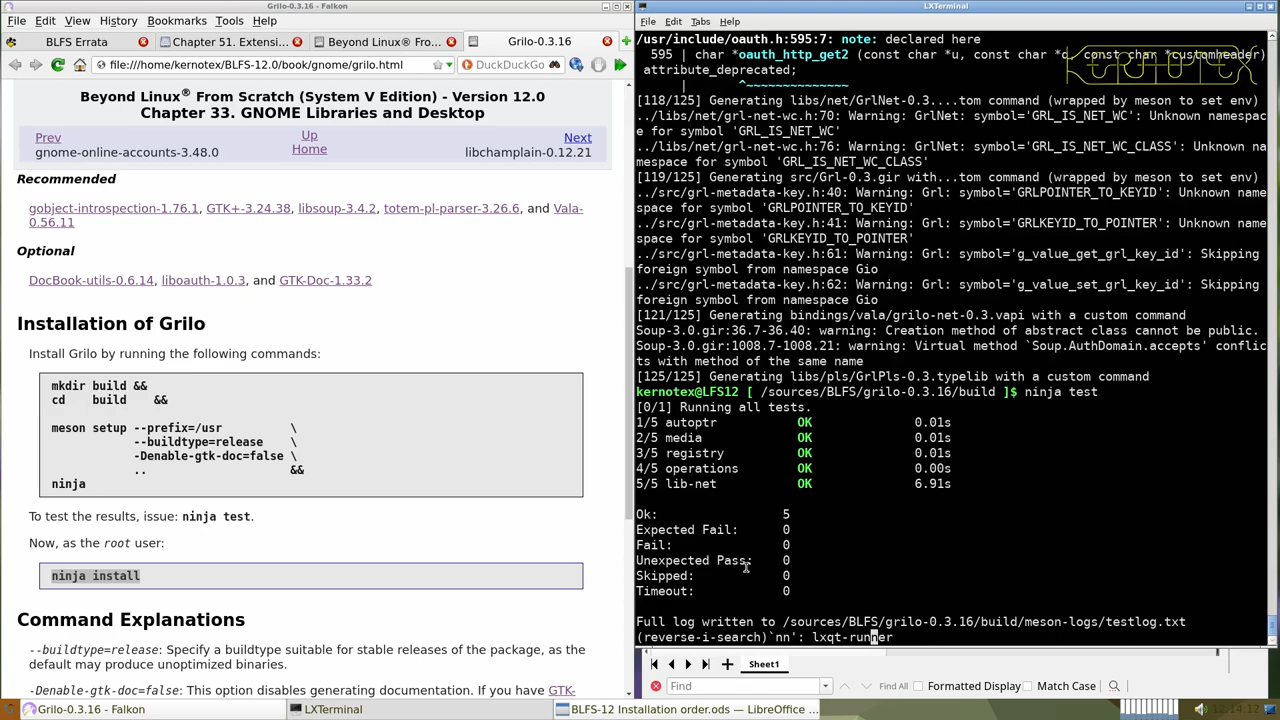 Grilo-0.3.16 - Falkon
File Edit View History Bookmarks Tools Help
BLFS Errata
Chapter 51. Extensi...
Beyond Linux® From...
Grilo-0.3.16
file:///home/kernotex/BLFS-12.0/book/gnome/grilo.html
DuckDuckGo
Beyond Linux® From Scratch (System V Edition) - Version 12.0
Chapter 33. GNOME Libraries and Desktop
Prev
gnome-online-accounts-3.48.0
Up
Home
Next
libchamplain-0.12.21
Recommended
gobject-introspection-1.76.1, GTK+-3.24.38, libsoup-3.4.2, totem-pl-parser-3.26.6, and Vala-
0.56.11
Optional
DocBook-utils-0.6.14, liboauth-1.0.3, and GTK-Doc-1.33.2
Installation of Grilo
Install Grilo by running the following commands:
mkdir build &&
cd    build    &&
meson setup --prefix=/usr          \
            --buildtype=release    \
            -Denable-gtk-doc=false \
            ..                     &&
ninja
To test the results, issue: ninja test.
Now, as the root user:
ninja install
Command Explanations
--buildtype=release: Specify a buildtype suitable for stable releases of the package, as the
default may produce unoptimized binaries.
-Denable-gtk-doc=false: This option disables generating documentation. If you have GTK-
LXTerminal
File Edit Tabs Help
/usr/include/oauth.h:595:7: note: declared here
595 | char *oauth_http_get2 (const char *u, const char *q, const char *customheader)
attribute_deprecated;
|       ^~~~~~~~~~~~~~~
[118/125] Generating libs/net/GrlNet-0.3....tom command (wrapped by meson to set env)
../libs/net/grl-net-wc.h:70: Warning: GrlNet: symbol='GRL_IS_NET_WC': Unknown namespac
e for symbol 'GRL_IS_NET_WC'
../libs/net/grl-net-wc.h:76: Warning: GrlNet: symbol='GRL_IS_NET_WC_CLASS': Unknown na
mespace for symbol 'GRL_IS_NET_WC_CLASS'
[119/125] Generating src/Grl-0.3.gir with...tom command (wrapped by meson to set env)
../src/grl-metadata-key.h:40: Warning: Grl: symbol='GRLPOINTER_TO_KEYID': Unknown name
space for symbol 'GRLPOINTER_TO_KEYID'
../src/grl-metadata-key.h:41: Warning: Grl: symbol='GRLKEYID_TO_POINTER': Unknown name
space for symbol 'GRLKEYID_TO_POINTER'
../src/grl-metadata-key.h:61: Warning: Grl: symbol='g_value_get_grl_key_id': Skipping
foreign symbol from namespace Gio
../src/grl-metadata-key.h:62: Warning: Grl: symbol='g_value_set_grl_key_id': Skipping
foreign symbol from namespace Gio
[121/125] Generating bindings/vala/grilo-net-0.3.vapi with a custom command
Soup-3.0.gir:36.7-36.40: warning: Creation method of abstract class cannot be public.
Soup-3.0.gir:1008.7-1008.21: warning: Virtual method `Soup.AuthDomain.accepts' conflic
ts with method of the same name
[125/125] Generating libs/pls/GrlPls-0.3.typelib with a custom command
kernotex@LFS12 [ /sources/BLFS/grilo-0.3.16/build ]$ ninja test
[0/1] Running all tests.
1/5 autoptr OK 0.01s
2/5 media OK 0.01s
3/5 registry OK 0.01s
4/5 operations OK 0.00s
5/5 lib-net OK 6.91s
Ok: 5
Expected Fail: 0
Fail: 0
Unexpected Pass: 0
Skipped: 0
Timeout: 0
Full log written to /sources/BLFS/grilo-0.3.16/build/meson-logs/testlog.txt
(reverse-i-search)`nn': lxqt-runner
Sheet1
Find
Find All
Formatted Display
Match Case
Grilo-0.3.16 - Falkon
LXTerminal
BLFS-12 Installation order.ods — LibreOffice ...
12:14:12